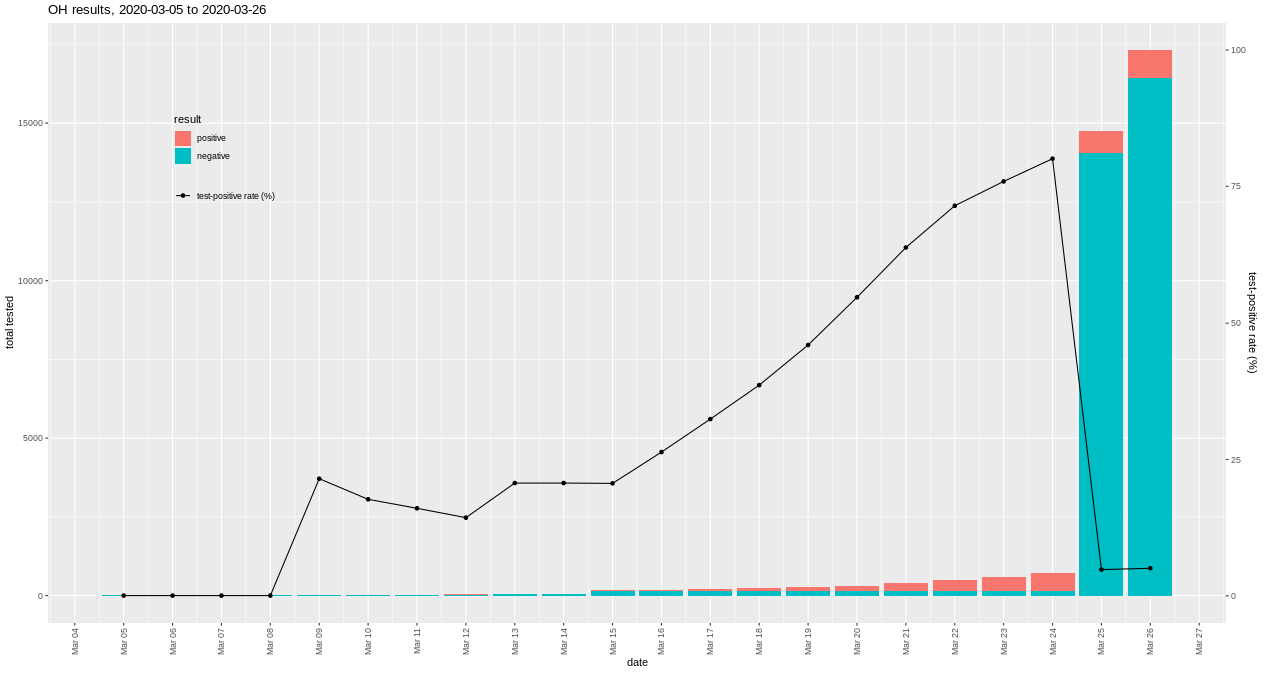 OH results, 2020-03-05 to 2020-03-26
result
positive
negative
test-positive rate (%)
total tested
15000
10000
5000
0
100
75
50
25
0
test-positive rate (%)
Mar 04
Mar 05
Mar 06
Mar 07
Mar 08
Mar 09
Mar 10
Mar 11
Mar 12
Mar 13
Mar 14
Mar 15
Mar 16
Mar 17
Mar 18
Mar 19
Mar 20
Mar 21
Mar 22
Mar 23
Mar 24
Mar 25
Mar 26
Mar 27
date